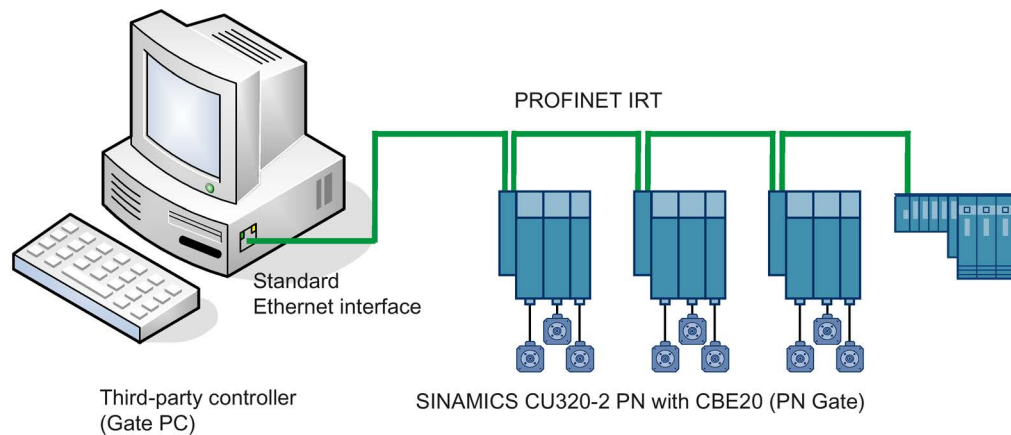 PROFINET IRT
Standard
Ethernet interface
Third-party controller
(Gate PC)
SINAMICS CU320-2 PN with CBE20 (PN Gate)